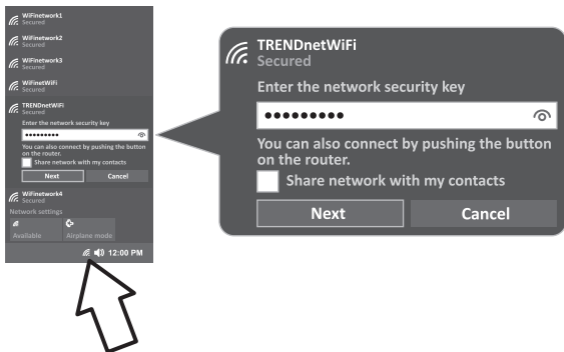 WiFinetwork1
Secured
WiFinetwork2
Secured
WiFinetwork3
Secured
WiFinetWiFi
Secured
TRENDnetWiFi
Secured
Enter the network security key
•••••••••
You can also connect by pushing the button
on the router.
Share network with my contacts
Next
Cancel
WiFinetwork4
Secured
Network settings
Available
Airplane mode
12:00 PM
TRENDnetWiFi
Secured
Enter the network security key
•••••••••
You can also connect by pushing the button
on the router.
Share network with my contacts
Next
Cancel